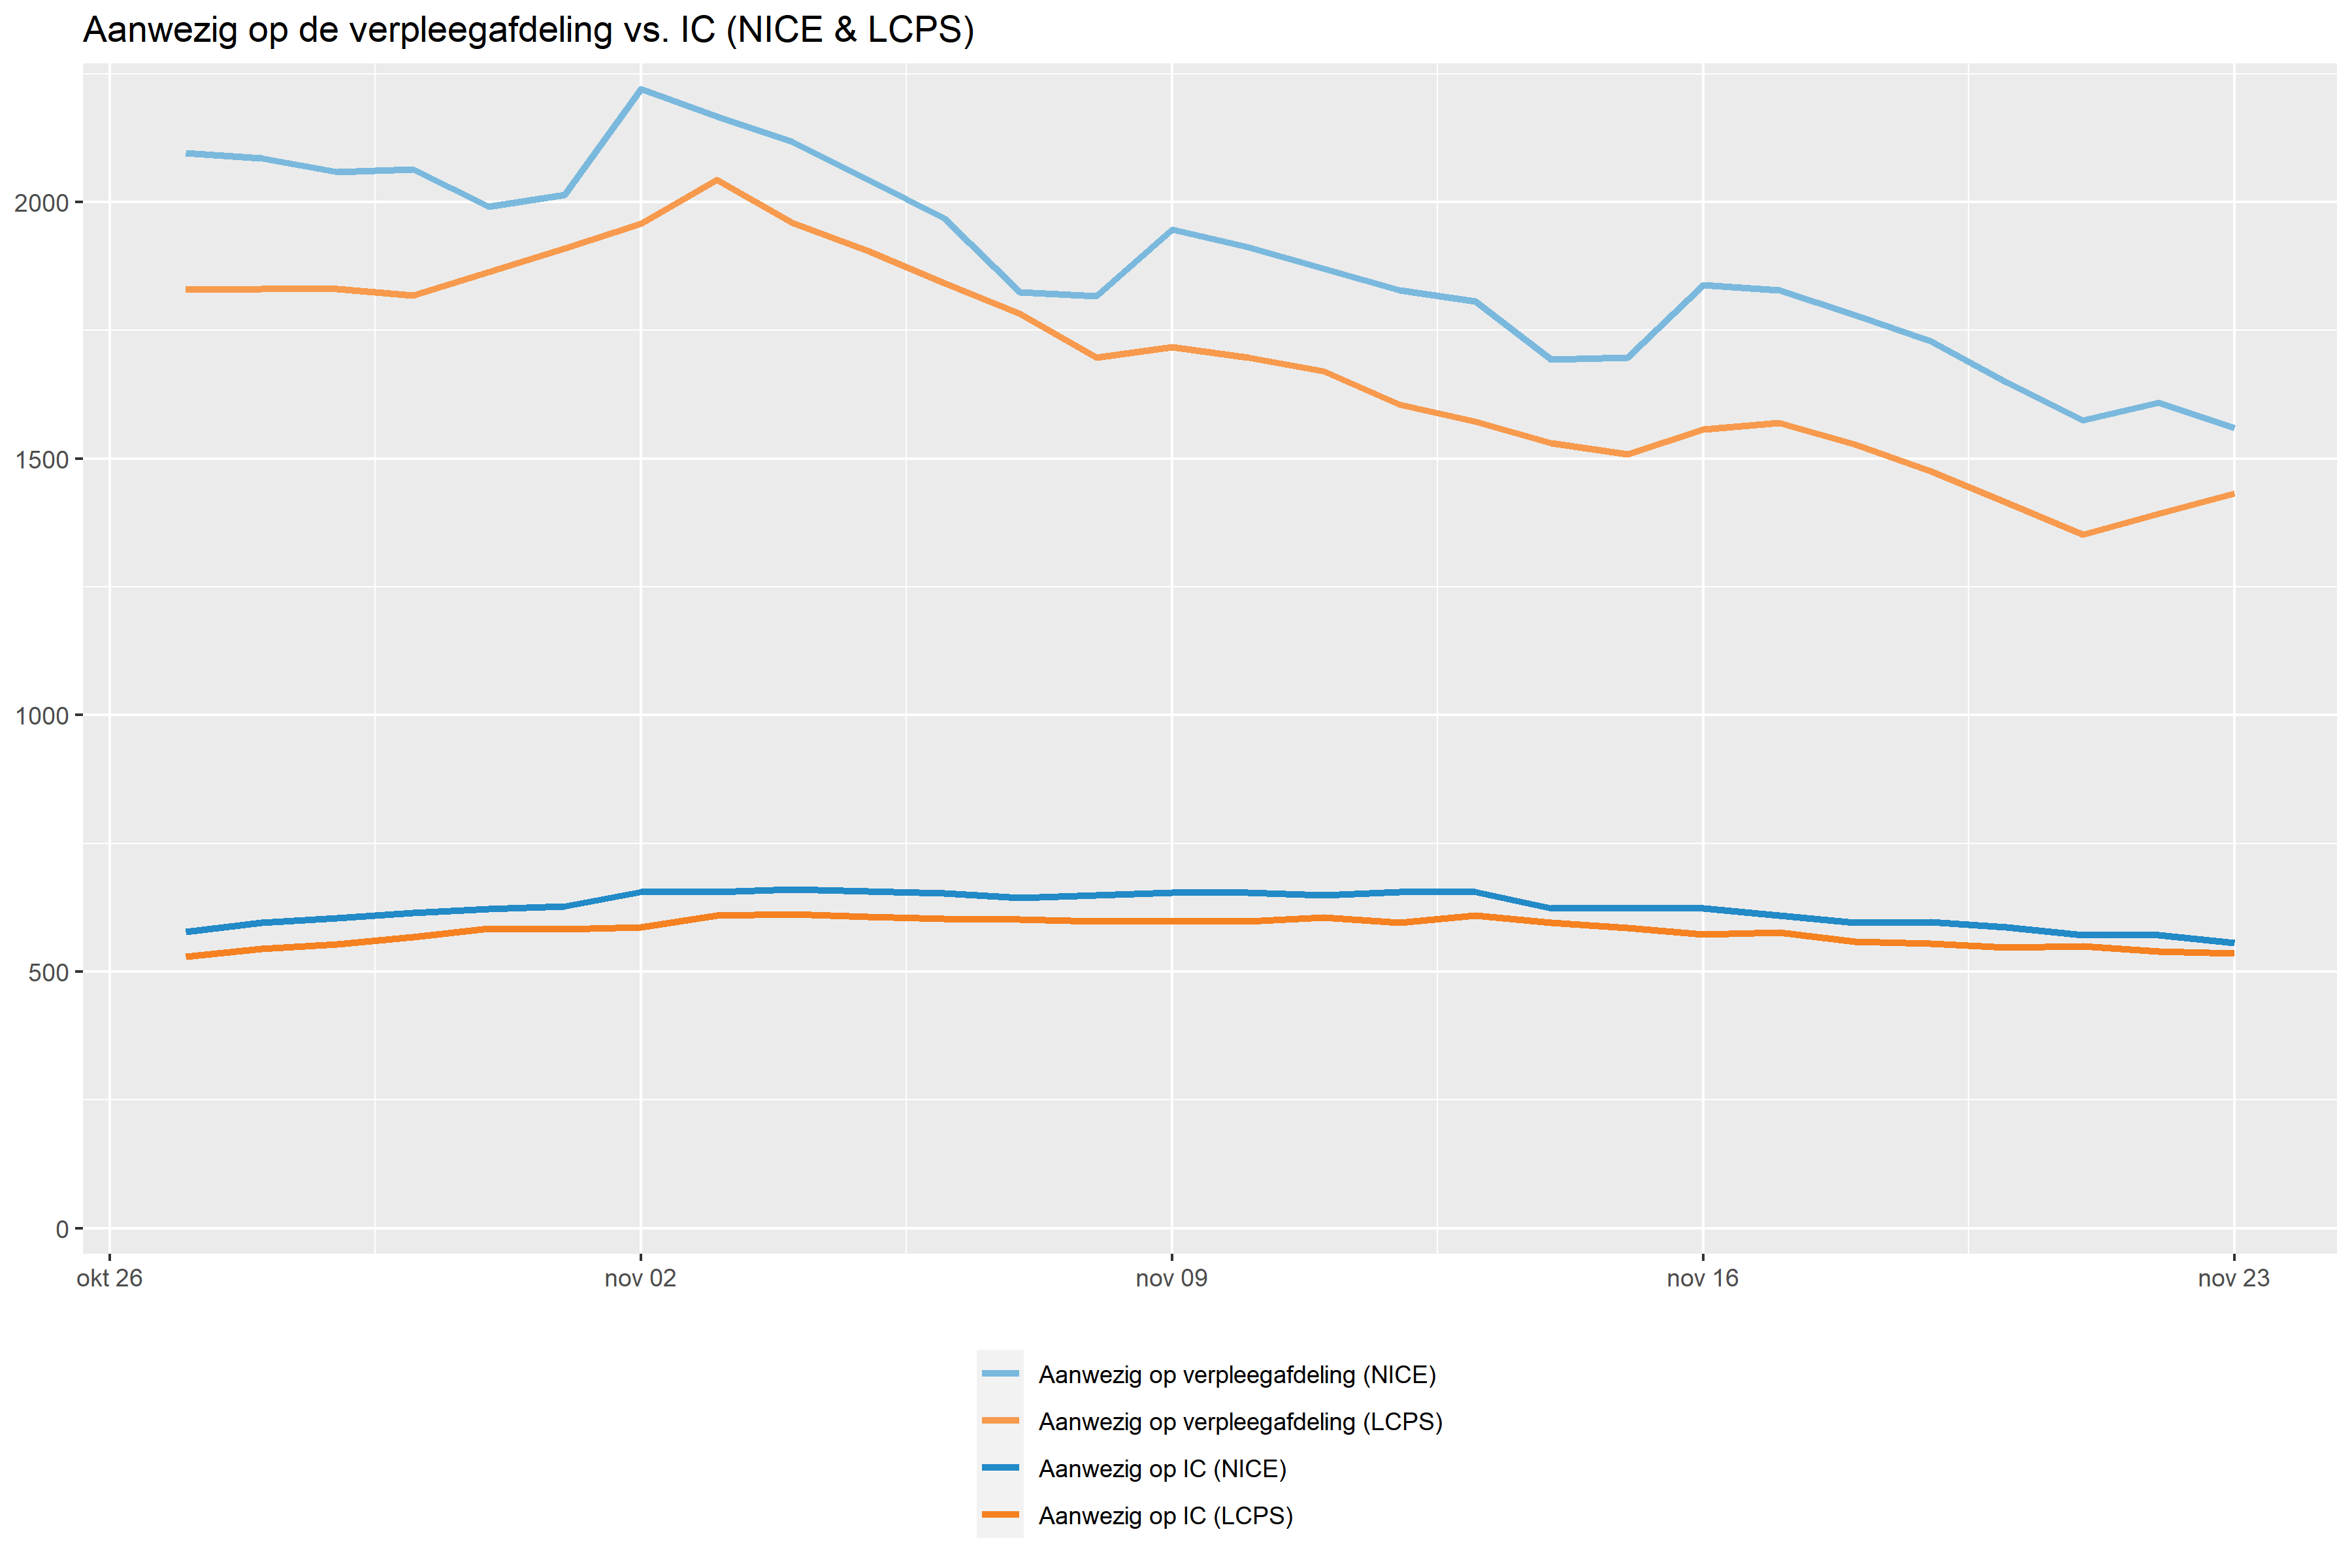 Aanwezig op de verpleegafdeling vs. IC (NICE & LCPS)
2000
1500
1000
500
0
okt 26 nov 02 nov 09 nov 16 nov 23
Aanwezig op verpleegafdeling (NICE)
Aanwezig op verpleegafdeling (LCPS)
Aanwezig op IC (NICE)
Aanwezig op IC (LCPS)